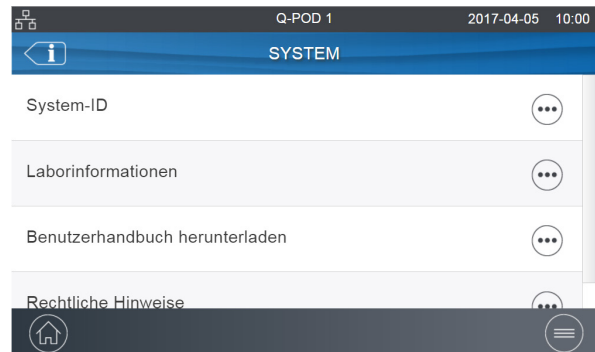 Q-POD 1 2017-04-05 10:00
i SYSTEM
System-ID
Laborinformationen
Benutzerhandbuch herunterladen
Rechtliche Hinweise